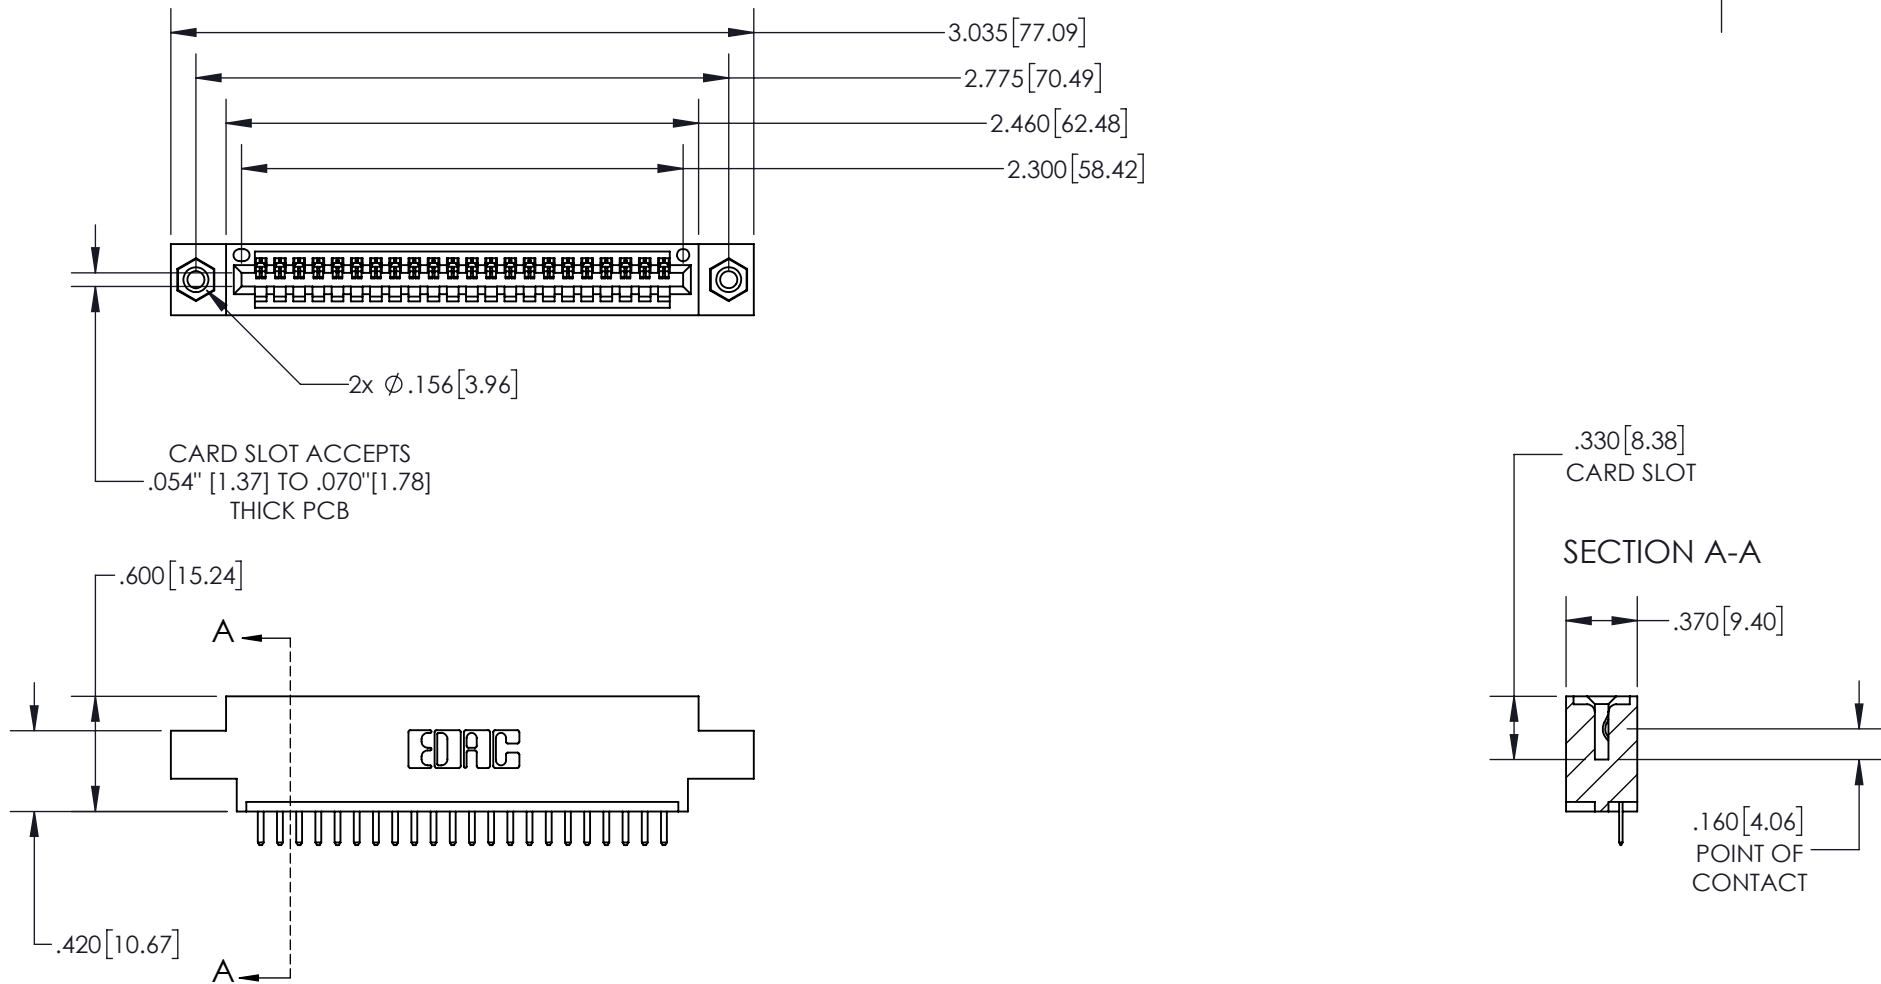 3.035[77.09]
2.775[70.49]
2.460[62.48]
2.300[58.42]
2x ∅.156[3.96]
CARD SLOT ACCEPTS
.054" [1.37] TO .070"[1.78]
THICK PCB
.330[8.38]
CARD SLOT
SECTION A-A
.600[15.24]
A
.370[9.40]
EDAC
.160[4.06]
POINT OF
CONTACT
.420[10.67]
A